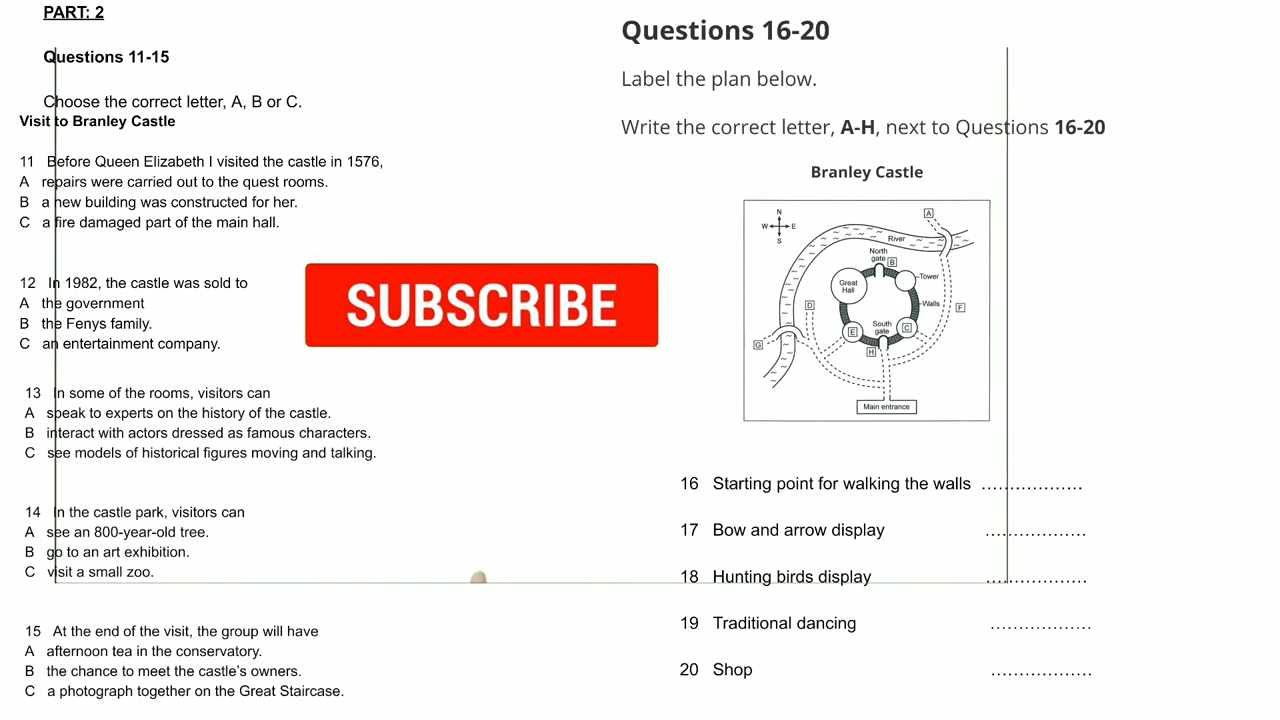 PART: 2
Questions 11-15
Choose the correct letter, A, B or C.
Visit to Branley Castle
11 Before Queen Elizabeth I visited the castle in 1576,
A repairs were carried out to the quest rooms.
B a new building was constructed for her.
C a fire damaged part of the main hall.
12 In 1982, the castle was sold to
A the government
B the Fenys family.
C an entertainment company.
13 In some of the rooms, visitors can
A speak to experts on the history of the castle.
B interact with actors dressed as famous characters.
C see models of historical figures moving and talking.
14 In the castle park, visitors can
A see an 800-year-old tree.
B go to an art exhibition.
C visit a small zoo.
15 At the end of the visit, the group will have
A afternoon tea in the conservatory.
B the chance to meet the castle's owners.
C a photograph together on the Great Staircase.
SUBSCRIBE
Questions 16-20
Label the plan below.
Write the correct letter, A-H, next to Questions 16-20
Branley Castle
N
W E
S
A
River
North
gate
B
Tower
Great
Hall
Walls
D
F
South
gate
E
C
G
H
Main entrance
16 Starting point for walking the walls ..................
17 Bow and arrow display ..................
18 Hunting birds display ..................
19 Traditional dancing ..................
20 Shop ..................